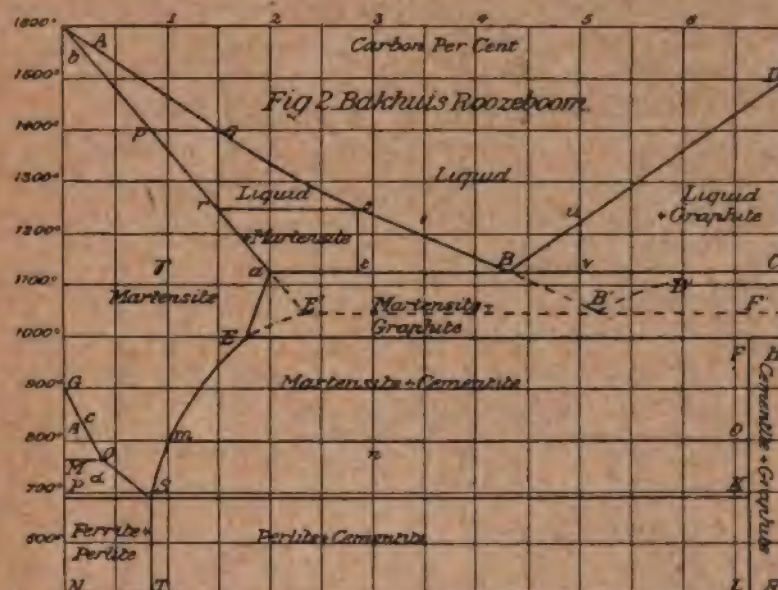 1 2 3 4 5 6
A
b
Carbon Per Cent
Fig 2. Bakhuis Roozeboom.
1400° p
1300°
Liquid
Liquid
r
Liquid
+Graphite
u
1200°
+Martensite
a t B v
1100°
Martensite
E' Martensite+ B' D' F'
Graphite
1000° E
F
900° G
Martensite+Cementite
c
800° m n O
M O
d
700° P S K
Cementite+Graphite
Ferrite+
Perlite
600°
Perlite+Cementite
N T L